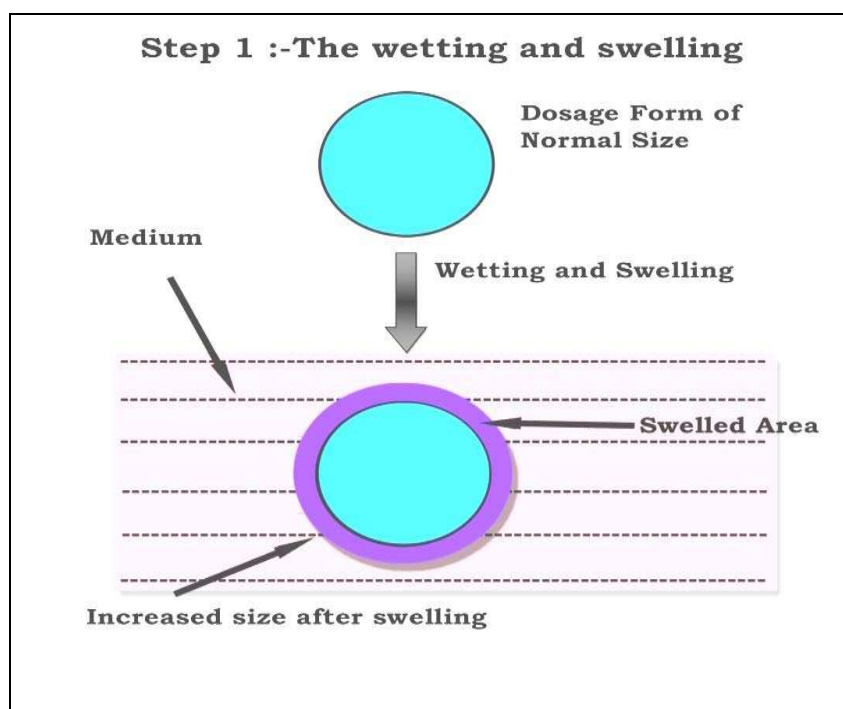 Step 1 :-The wetting and swelling
Dosage Form of
Normal Size
Medium
Wetting and Swelling
Swelled Area
Increased size after swelling